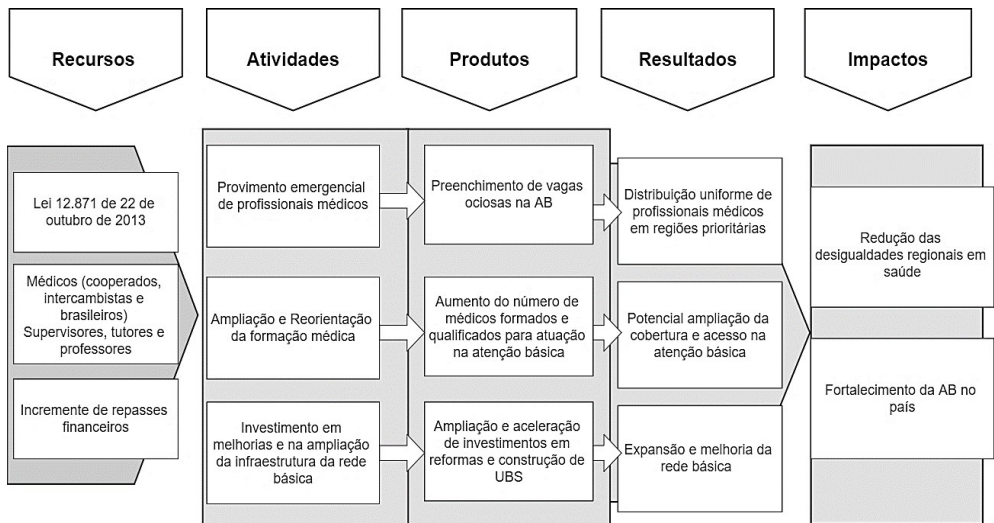 Recursos
Atividades
Produtos
Resultados
Impactos
Lei 12.871 de 22 de
outubro de 2013
Médicos (cooperados,
intercambistas e
brasileiros)
Supervisores, tutores e
professores
Incremente de repasses
financeiros
Provimento emergencial
de profissionais médicos
Ampliação e Reorientação
da formação médica
Investimento em
melhorias e na ampliação
da infraestrutura da rede
básica
Preenchimento de vagas
ociosas na AB
Aumento do número de
médicos formados e
qualificados para atuação
na atenção básica
Ampliação e aceleração
de investimentos em
reformas e construção de
UBS
Distribuição uniforme de
profissionais médicos
em regiões prioritárias
Potencial ampliação da
cobertura e acesso na
atenção básica
Expansão e melhoria da
rede básica
Redução das
desigualdades regionais em
saúde
Fortalecimento da AB no
país